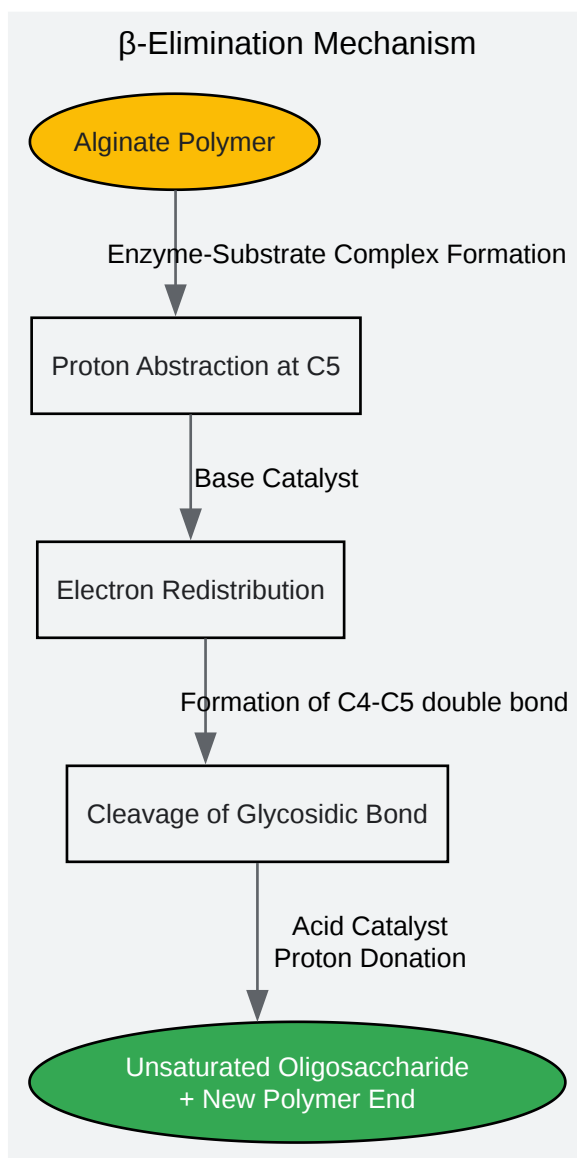 β-Elimination Mechanism
Alginate Polymer
Enzyme-Substrate Complex Formation
Proton Abstraction at C5
Base Catalyst
Electron Redistribution
Formation of C4-C5 double bond
Cleavage of Glycosidic Bond
Acid Catalyst
Proton Donation
Unsaturated Oligosaccharide
+ New Polymer End